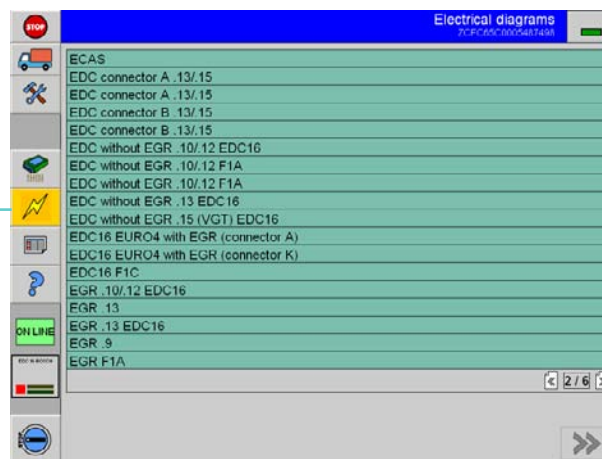 STOP
Electrical diagrams
ZCFC65C0005487498
ECAS
EDC connector A .13/.15
EDC connector A .13/.15
EDC connector B .13/.15
EDC connector B .13/.15
EDC without EGR .10/.12 EDC16
EDC without EGR .10/.12 F1A
EDC without EGR .10/.12 F1A
EDC without EGR .13 EDC16
EDC without EGR .15 (VGT) EDC16
EDC16 EURO4 with EGR (connector A)
EDC16 EURO4 with EGR (connector K)
EDC16 F1C
EGR .10/.12 EDC16
EGR .13
EGR .13 EDC16
EGR .9
EGR F1A
ON LINE
2 / 6